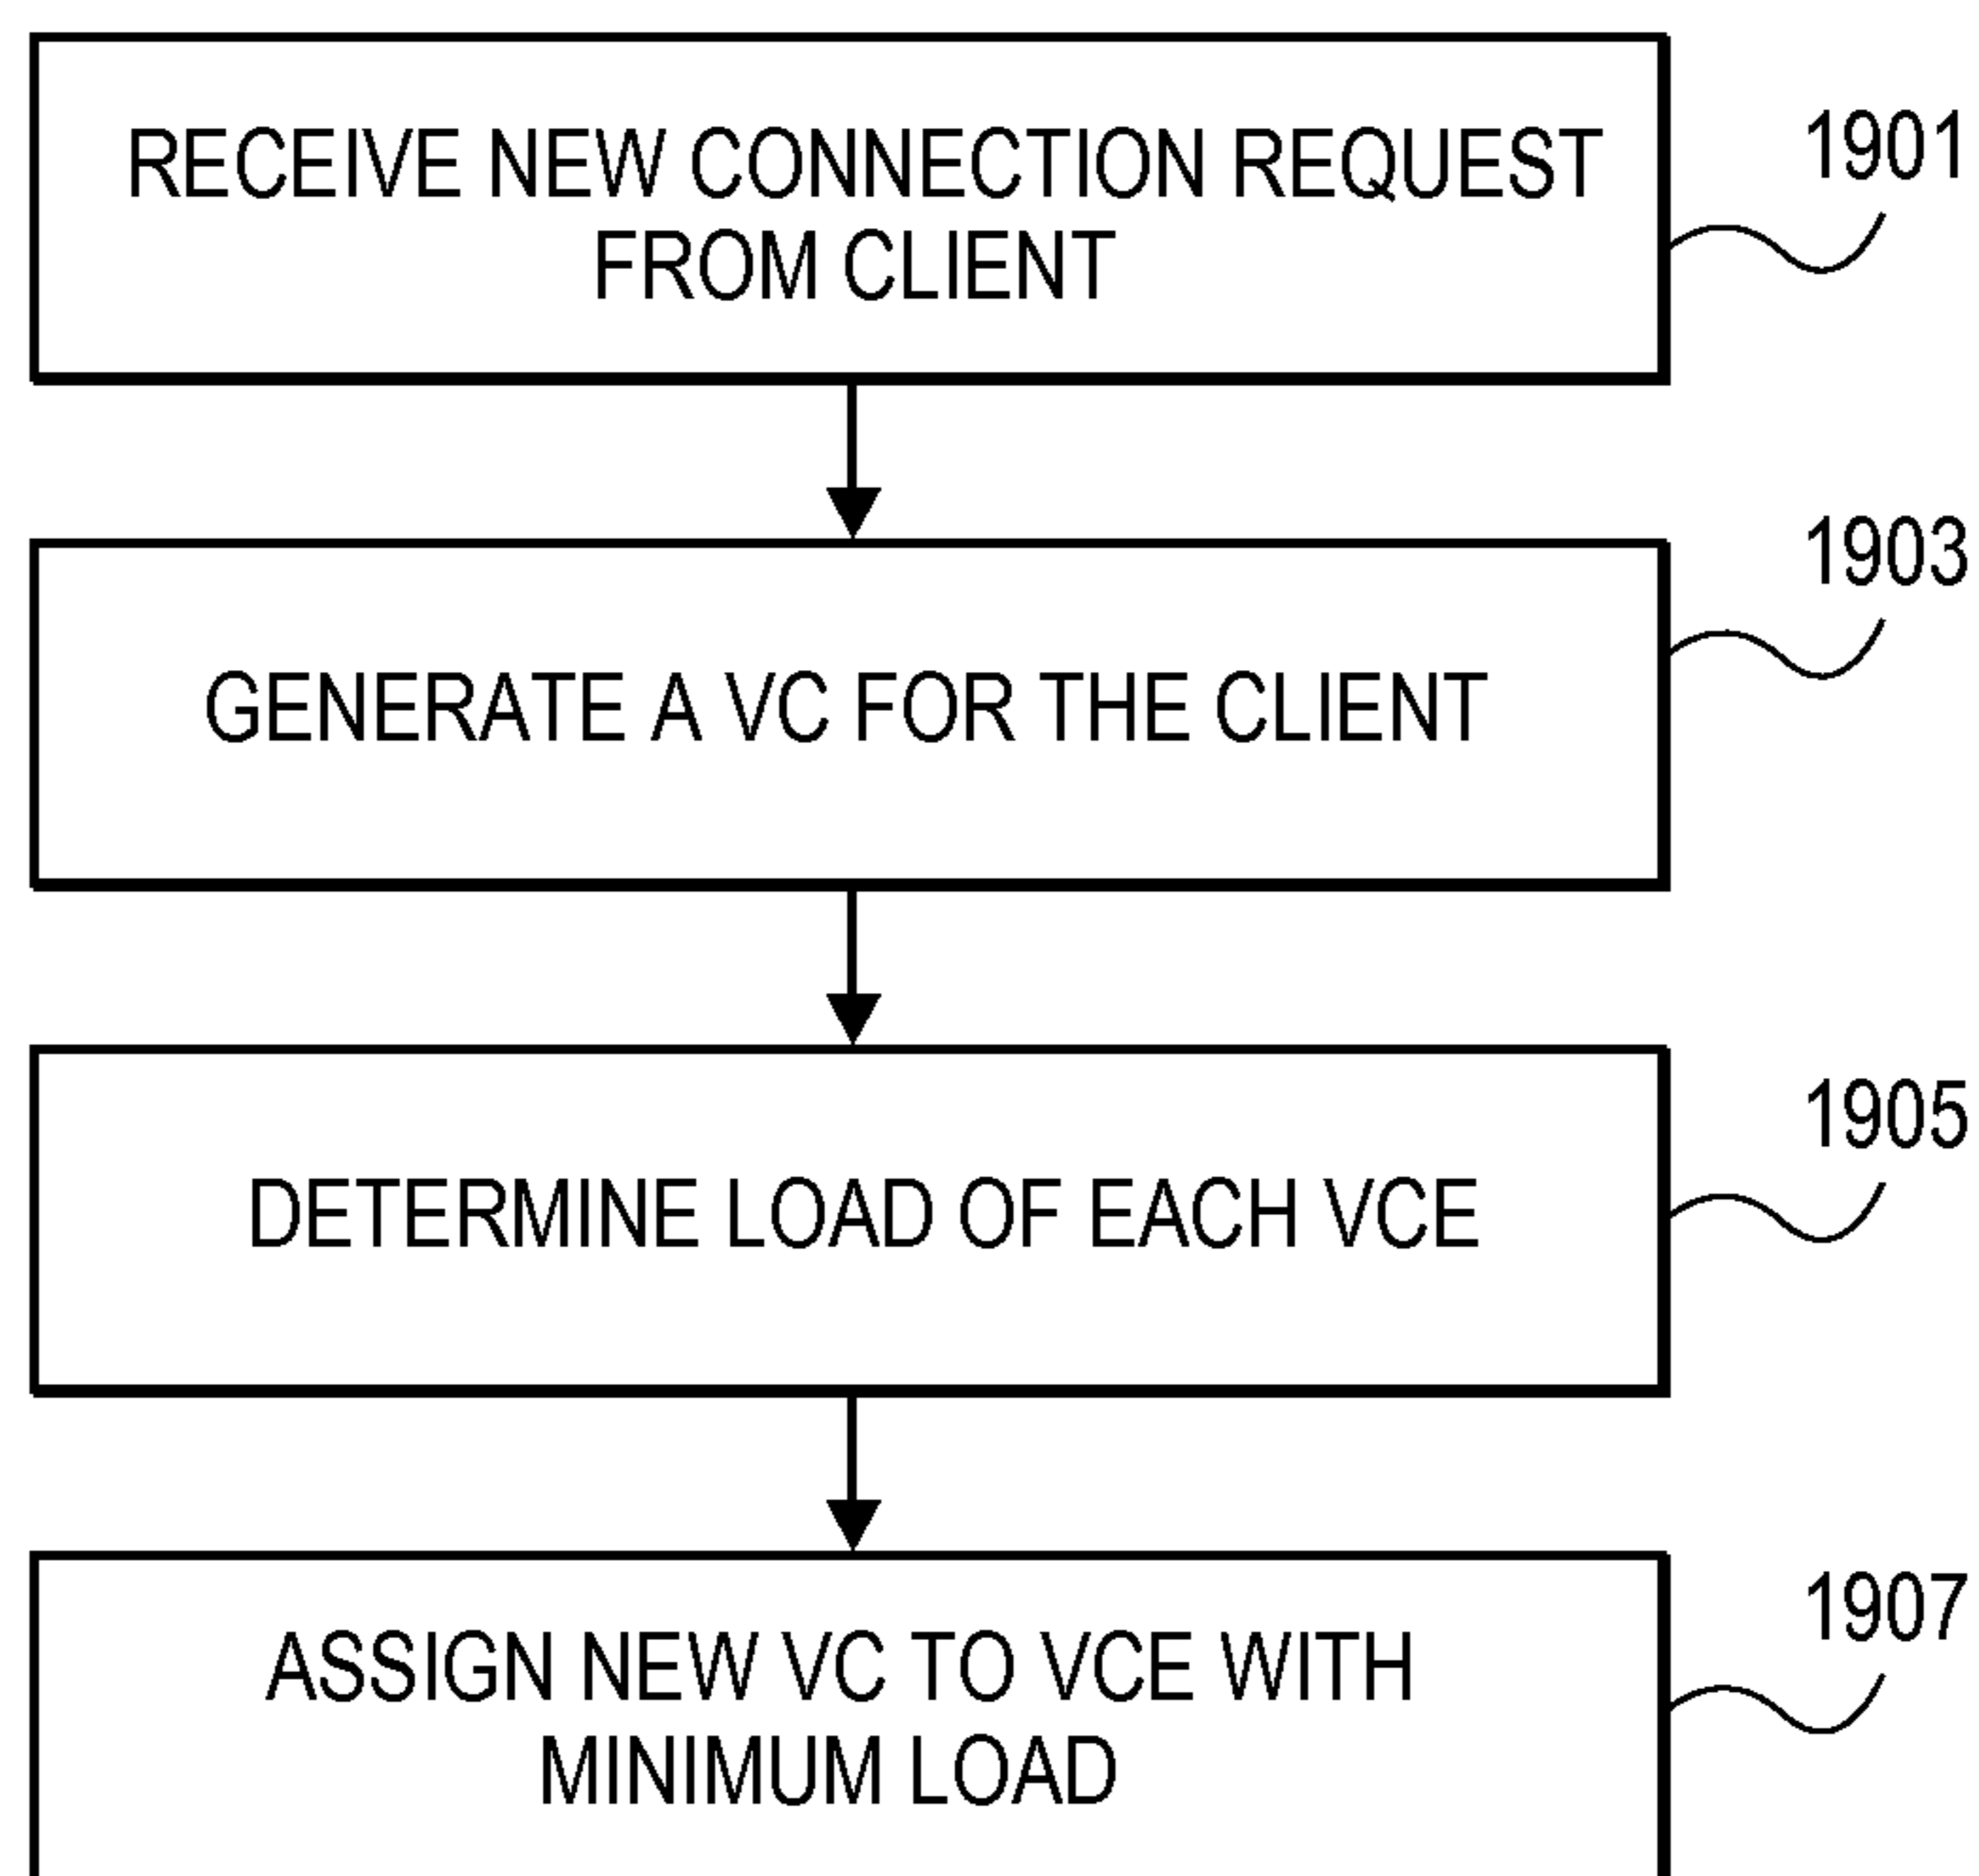 RECEIVE NEW CONNECTION REQUEST
FROM CLIENT
1901
GENERATE A VC FOR THE CLIENT
1903
DETERMINE LOAD OF EACH VCE
1905
ASSIGN NEW VC TO VCE WITH
MINIMUM LOAD
1907